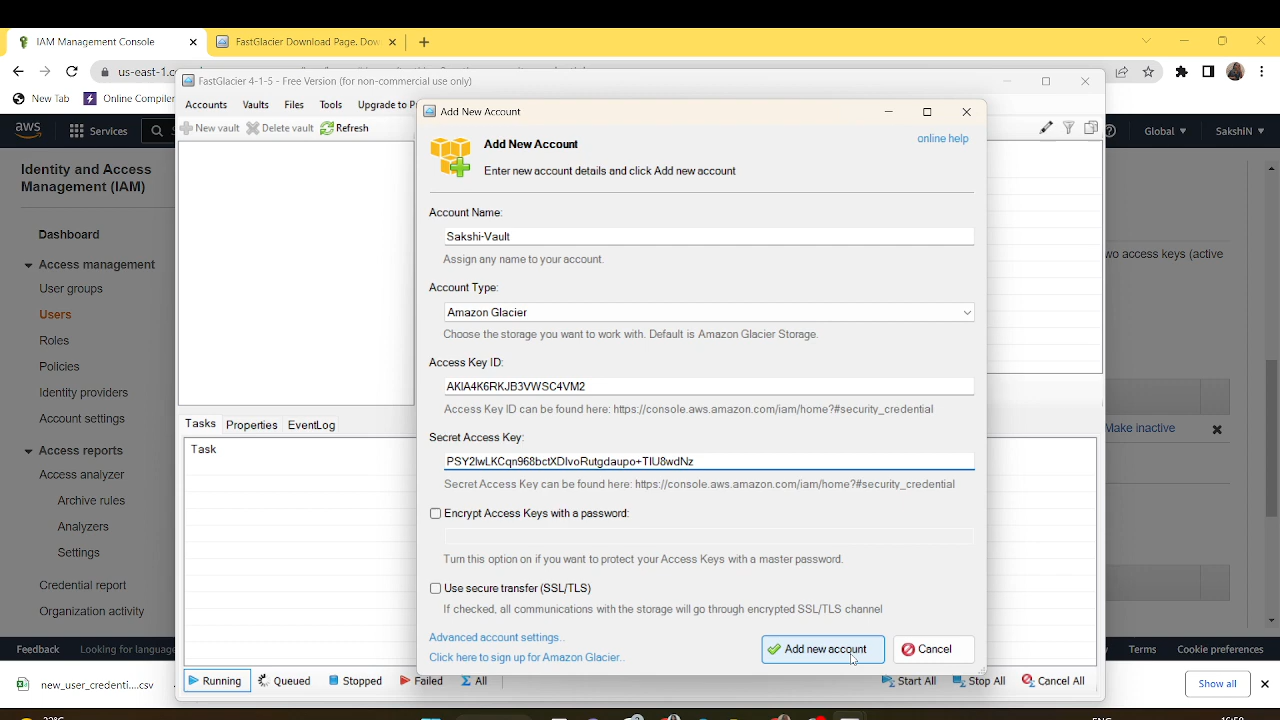 IAM Management Console
FastGlacier Download Page. Dow
us-east-1.c
New Tab
Online Compiler
FastGlacier 4-1-5 - Free Version (for non-commercial use only)
Accounts Vaults Files Tools Upgrade to P
New vault Delete vault Refresh
aws
Services
Global
SakshiN
Identity and Access
Management (IAM)
Dashboard
Access management
User groups
Users
Roles
Policies
Identity providers
Account settings
Access reports
Access analyzer
Archive rules
Analyzers
Settings
Credential report
Organization activity
Feedback Looking for language
Add New Account
online help
Add New Account
Enter new account details and click Add new account
Account Name:
Sakshi-Vault
Assign any name to your account.
Account Type:
Amazon Glacier
Choose the storage you want to work with. Default is Amazon Glacier Storage.
Access Key ID:
AKIA4K6RKJB3VWSC4VM2
Access Key ID can be found here: https://console.aws.amazon.com/iam/home?#security_credential
Secret Access Key:
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
Secret Access Key can be found here: https://console.aws.amazon.com/iam/home?#security_credential
Encrypt Access Keys with a password:
Turn this option on if you want to protect your Access Keys with a master password.
Use secure transfer (SSL/TLS)
If checked, all communications with the storage will go through encrypted SSL/TLS channel
Advanced account settings..
Click here to sign up for Amazon Glacier..
Add new account
Cancel
wo access keys (active
Make inactive
Tasks Properties EventLog
Task
Running Queued Stopped Failed All
Start All Stop All Cancel All
Terms Cookie preferences
new_user_credenti....csv
Show all